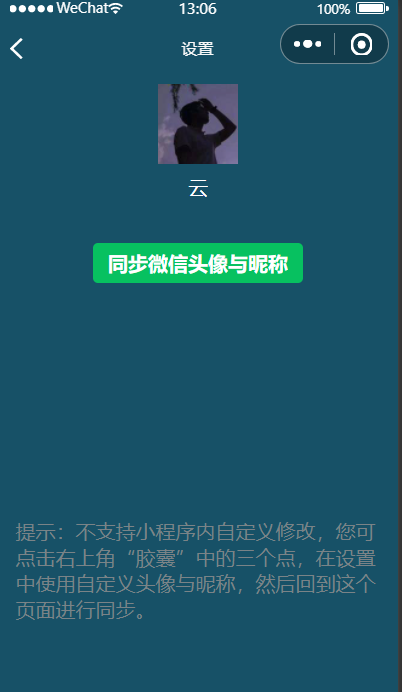 WeChat 13:06 100%
设置
云
同步微信头像与昵称
提示：不支持小程序内自定义修改，您可
点击右上角“胶囊”中的三个点，在设置
中使用自定义头像与昵称，然后回到这个
页面进行同步。